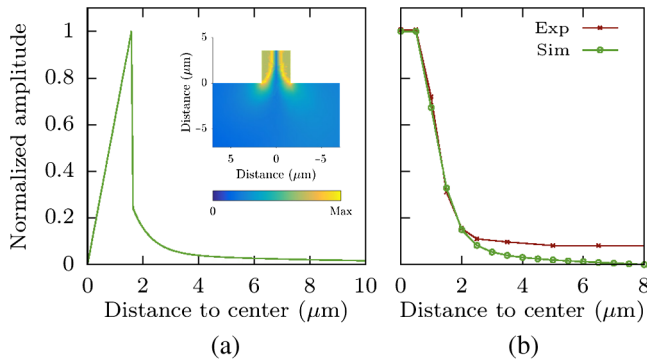 Normalized amplitude
1
0.8
0.6
0.4
0.2
0
0 2 4 6 8 10
Distance to center (μm)
(a)
Distance (μm)
5
0
−5
5 0 −5
Distance (μm)
0 Max
Exp
Sim
0 2 4 6 8
Distance to center (μm)
(b)